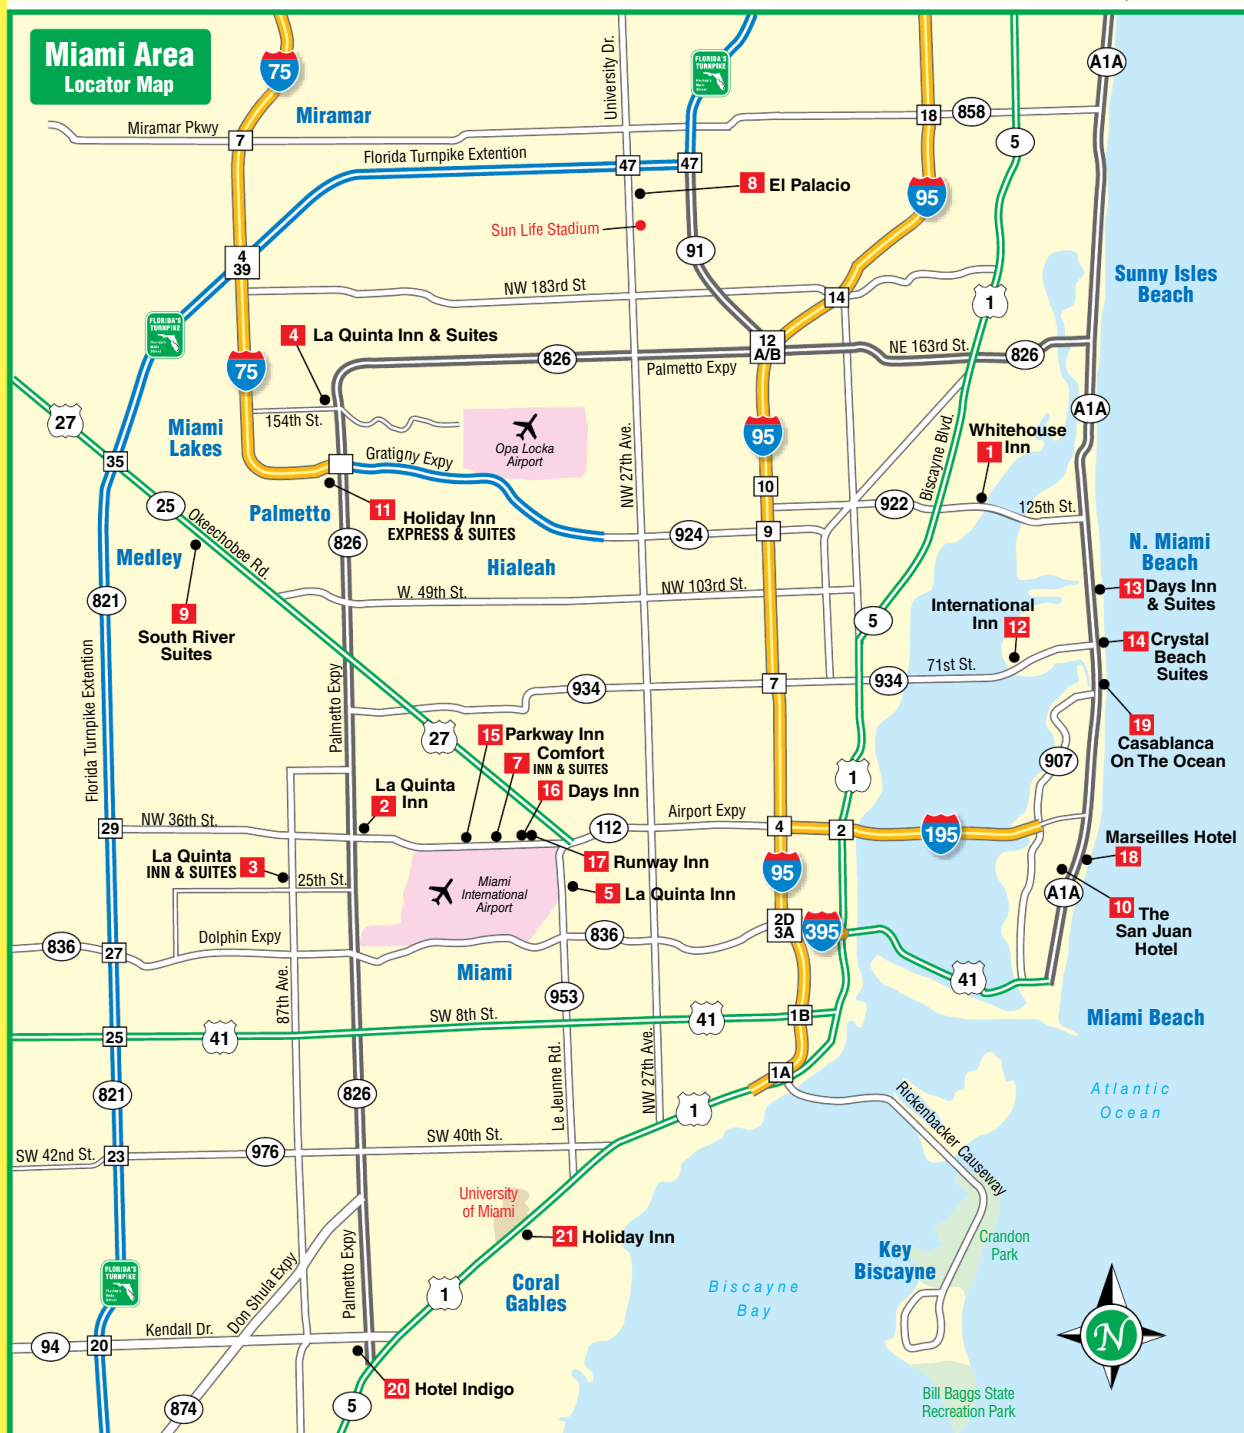 Miami Area
Locator Map
75
Miramar
Miramar Pkwy
7
Florida Turnpike Extention
University Dr.
FLORIDA'S
TURNPIKE
47
47
18
858
5
A1A
95
8 El Palacio
Sun Life Stadium
91
4
39
NW 183rd St
14
1
Sunny Isles
Beach
FLORIDA'S
TURNPIKE
4 La Quinta Inn & Suites
75
826
Palmetto Expy
12
A/B
NE 163rd St.
826
27
154th St.
Miami
Lakes
Opa Locka
Airport
NW 27th Ave.
95
Biscayne Blvd.
A1A
Whitehouse
1 Inn
35
Gratigny Expy
25
Okeechobee Rd.
Palmetto
11 Holiday Inn
EXPRESS & SUITES
10
922
125th St.
826
924
9
Medley
Hialeah
N. Miami
Beach
9
South River
Suites
821
W. 49th St.
NW 103rd St.
5
International
Inn 12
13 Days Inn
& Suites
14 Crystal
Beach
Suites
71st St.
934
7
934
Florida Turnpike Extention
Palmetto Expy
27
15 Parkway Inn
7 Comfort
INN & SUITES
16 Days Inn
19
Casablanca
On The Ocean
907
1
La Quinta
2 Inn
29
NW 36th St.
112
Airport Expy
4
2
195
Marseilles Hotel
18
La Quinta
INN & SUITES 3
25th St.
17 Runway Inn
5 La Quinta Inn
Miami
International
Airport
95
A1A
10 The
San Juan
Hotel
836
27
Dolphin Expy
836
2D
3A
395
Miami
41
87th Ave.
953
25
41
SW 8th St.
41
1B
Miami Beach
Le Jeunne Rd.
NW 27th Ave.
1A
821
826
1
Rickenbacker Causeway
Atlantic
Ocean
SW 42nd St.
23
976
SW 40th St.
University
of Miami
21 Holiday Inn
Crandon
Park
Key
Biscayne
Coral
Gables
Biscayne
Bay
FLORIDA'S
TURNPIKE
Don Shula Expy
Palmetto Expy
1
94
20
Kendall Dr.
N
20 Hotel Indigo
874
5
Bill Baggs State
Recreation Park